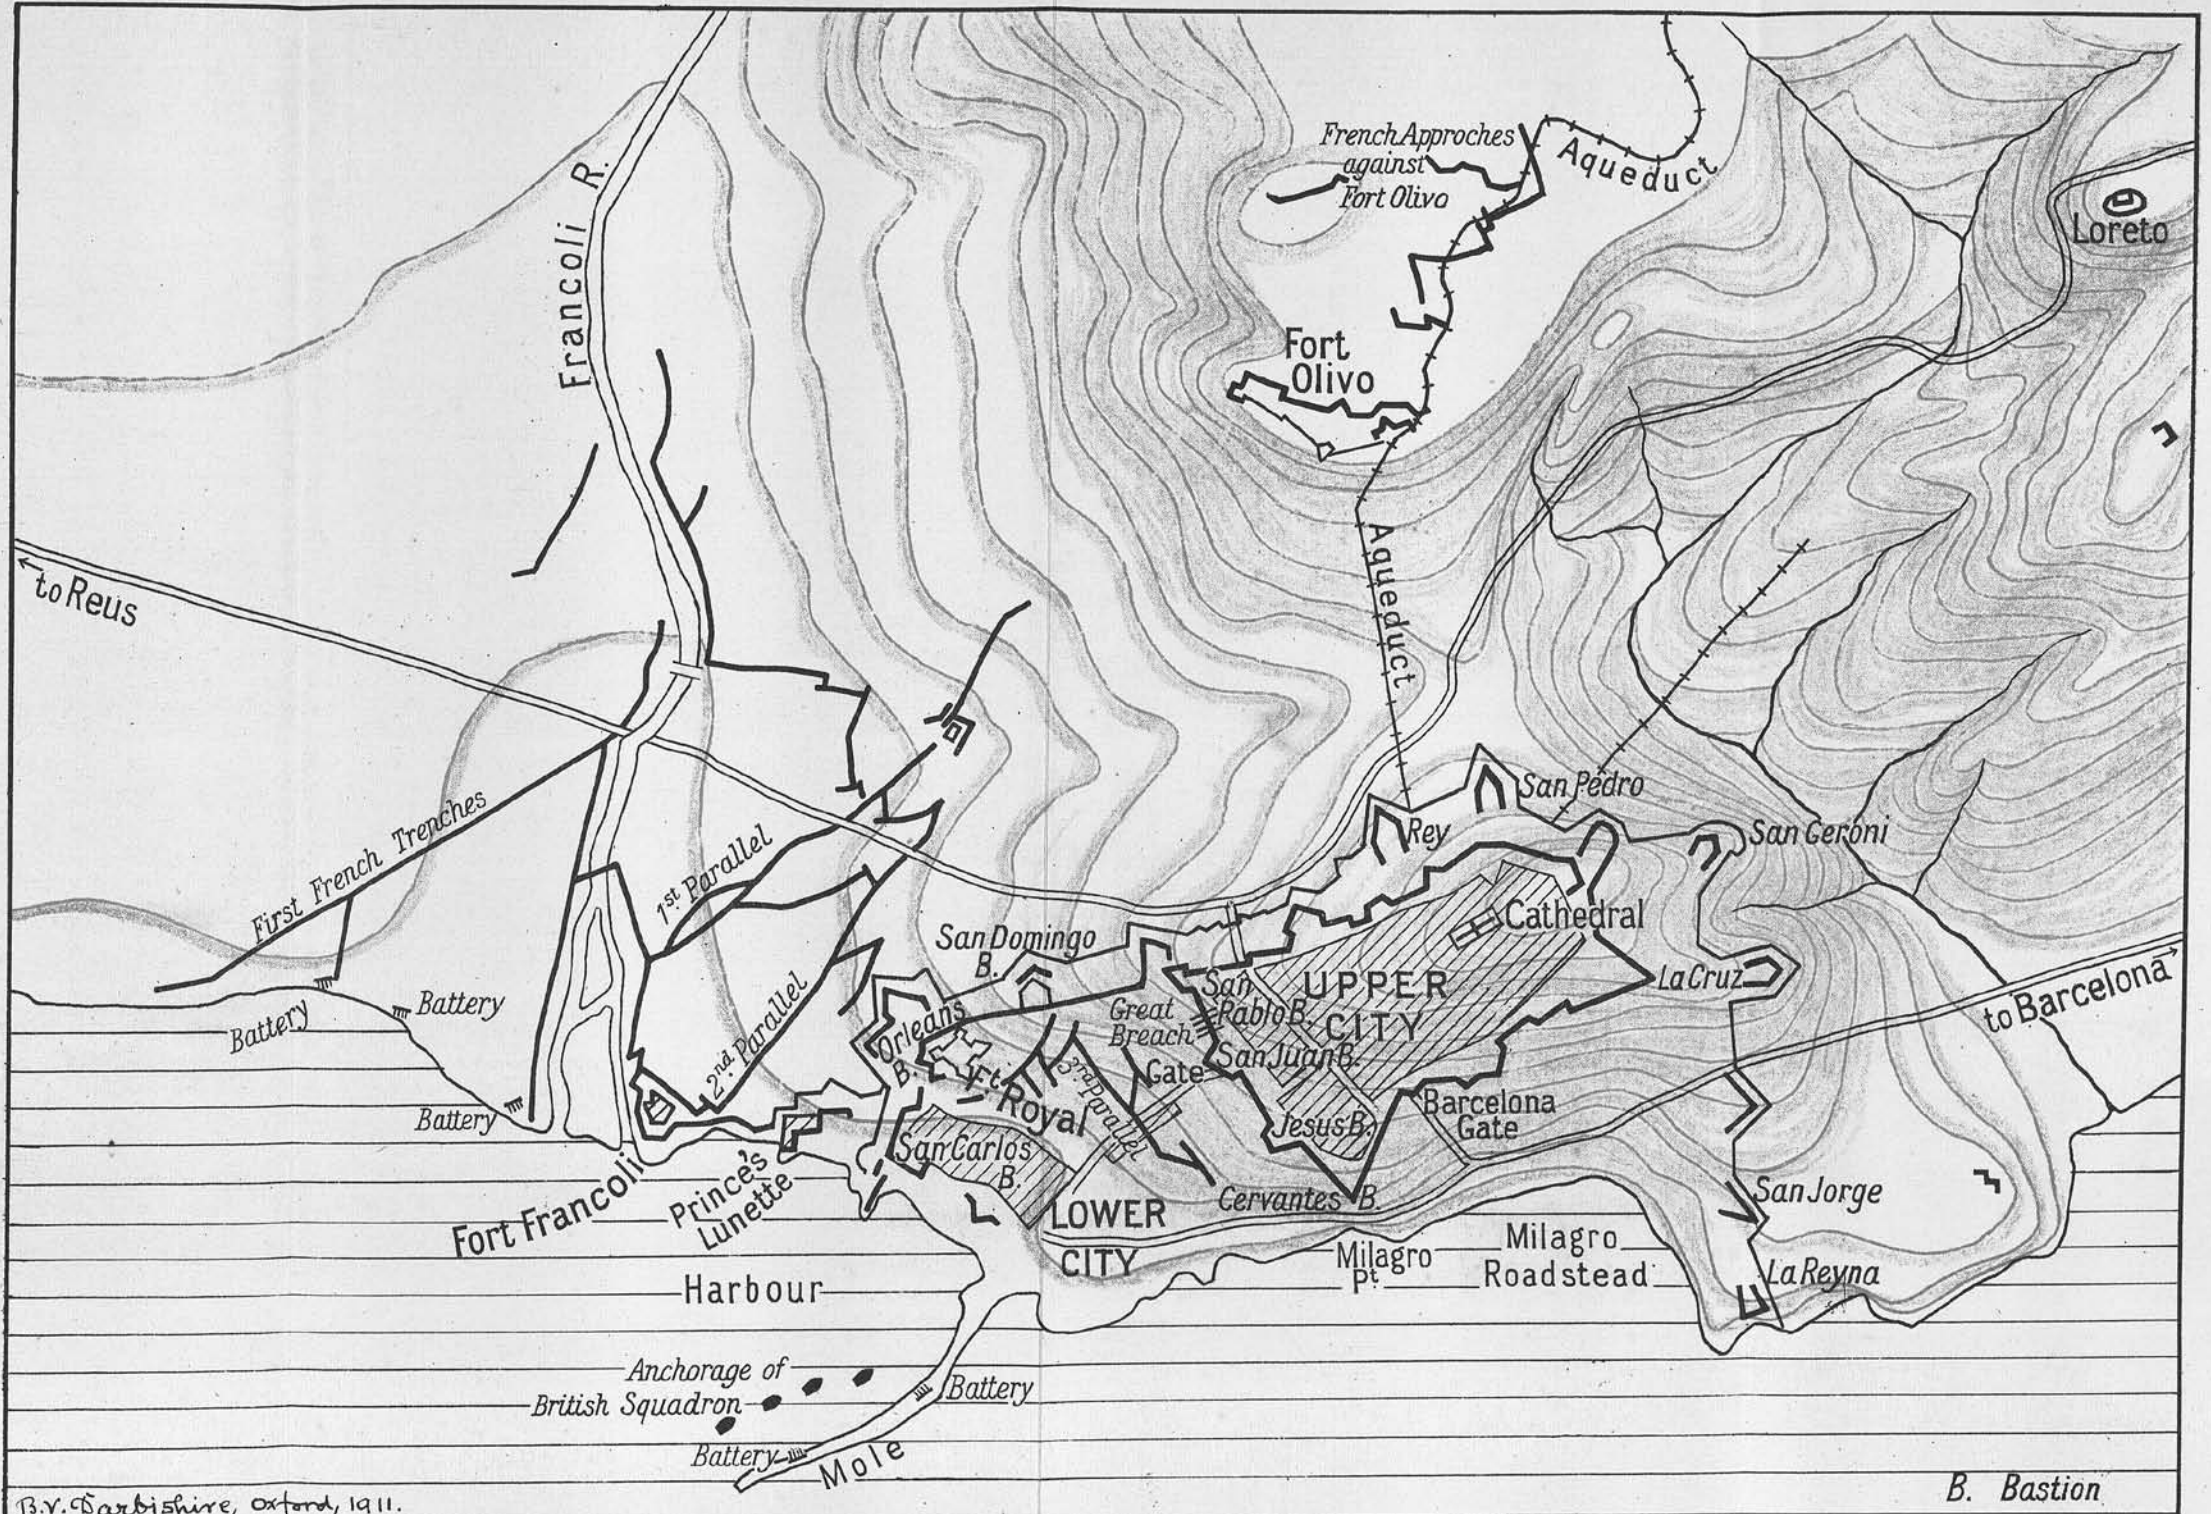 French Approches
against
Fort Olivo
Aqueduct
Loreto
Francoli R.
Fort
Olivo
Aqueduct
to Reus
San Pedro
Rey
San Geroni
First French Trenches
1st Parallel
Cathedral
San Domingo
B.
San
Pablo B.
UPPER
CITY
La Cruz
to Barcelona
Battery
Battery
2nd Parallel
Orleans
B.
Great
Breach
San Juan B.
Gate
Ft Royal
3rd Parallel
Battery
Jesus B.
Barcelona
Gate
San Carlos
B.
Fort Francoli
Prince's
Lunette
LOWER
CITY
Cervantes B.
San Jorge
Milagro
Pt.
Milagro
Roadstead
La Reyna
Harbour
Anchorage of
British Squadron
Battery
Battery
Mole
B. Bastion
B.V. Darbishire, Oxford, 1911.